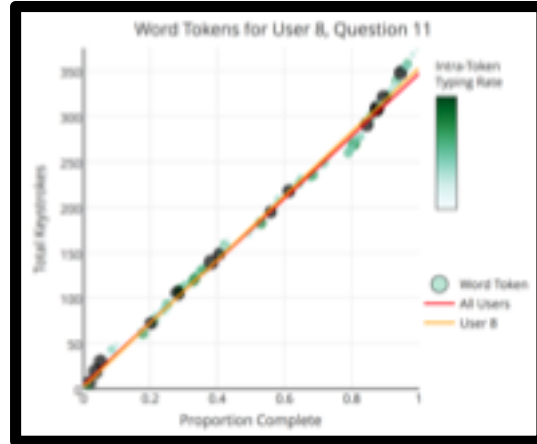 Word Tokens for User 8, Question 11
Intra-Token
Typing Rate
350
300
250
200
150
100
50
0
Total Keystrokes
0
0.2
0.4
0.6
0.8
1
Proportion Complete
Word Token
All Users
User 8